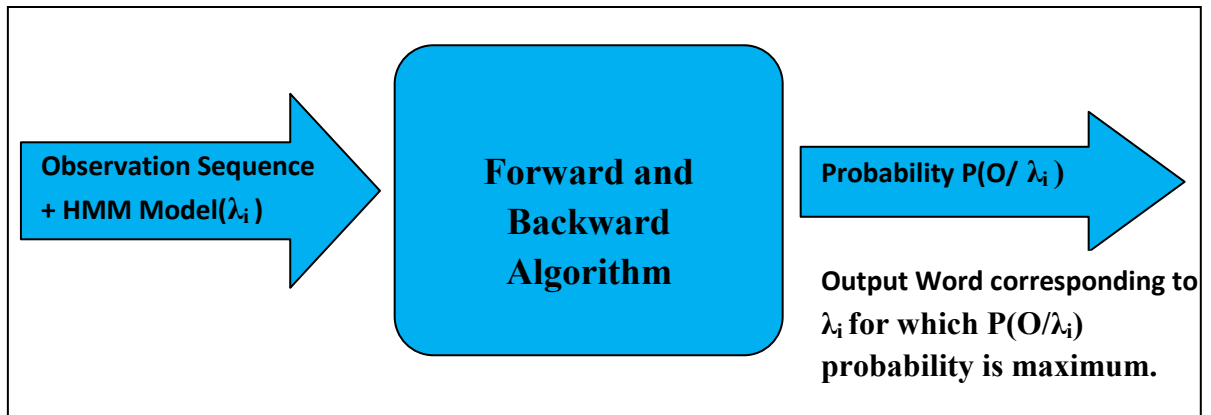 Observation Sequence
+ HMM Model(λᵢ )
Forward and
Backward
Algorithm
Probability P(O/ λᵢ )
Output Word corresponding to
λᵢ for which P(O/λᵢ)
probability is maximum.